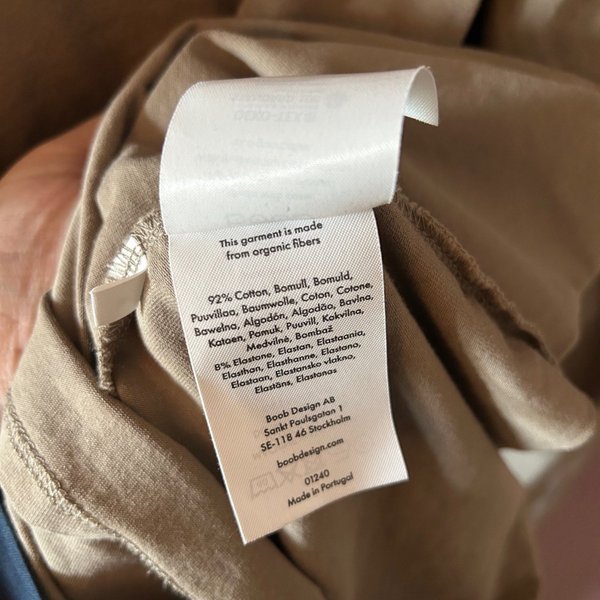 This garment is made
from organic fibers
92% Cotton, Bomull, Bomuld,
Puuvillaa, Baumwolle, Coton, Cotone,
Bawełna, Algodón, Algodão, Bavlna,
Katoen, Pamuk, Puuvill, Kokvilna,
Medvilnė, Bombaž
8% Elastane, Elastan, Elastaania,
Elasthan, Elasthanne, Elastano,
Elastaan, Elastansko vlakno,
Elastāns, Elastonas
Boob Design AB
Sankt Paulsgatan 1
SE-118 46 Stockholm
boobdesign.com
01240
Made in Portugal